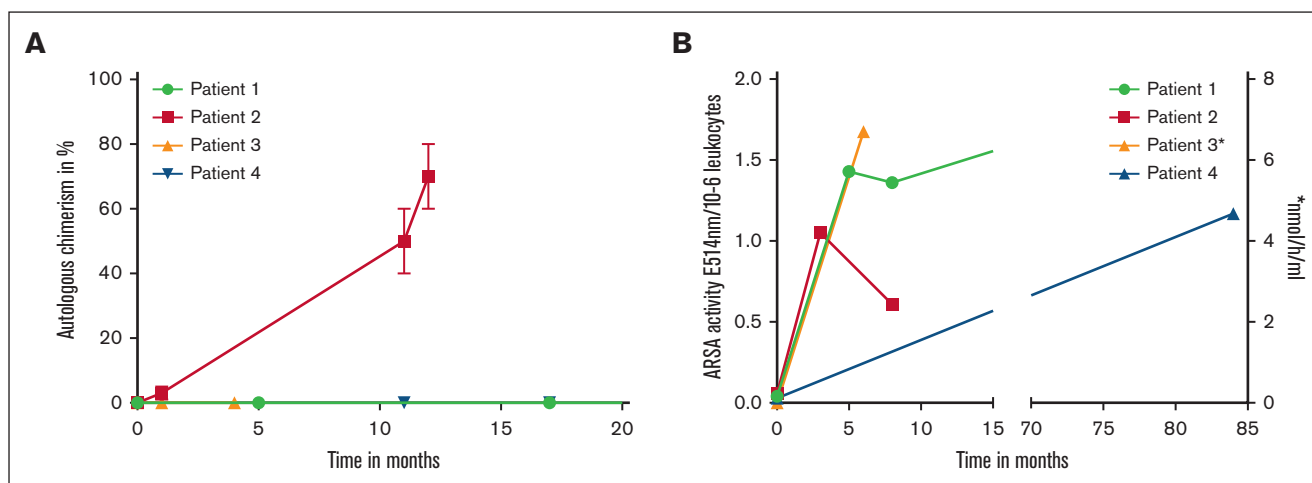 A
Autologous chimerism in %
100
80
60
40
20
0
Patient 1
Patient 2
Patient 3
Patient 4
0 5 10 15 20
Time in months
B
ARSA activity E514nm/10-6 leukocytes
2.0
1.5
1.0
0.5
0.0
Patient 1
Patient 2
Patient 3*
Patient 4
8
6
4
2
0
*nmol/h/ml
0 5 10 15 70 75 80 85
Time in months